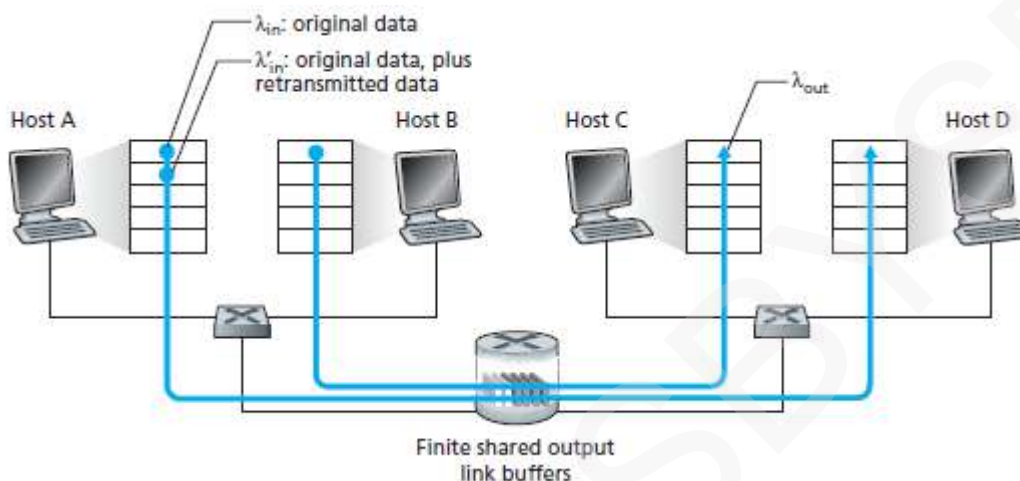 λin: original data
λ′in: original data, plus
retransmitted data
λout
Host A
Host B
Host C
Host D
Finite shared output
link buffers